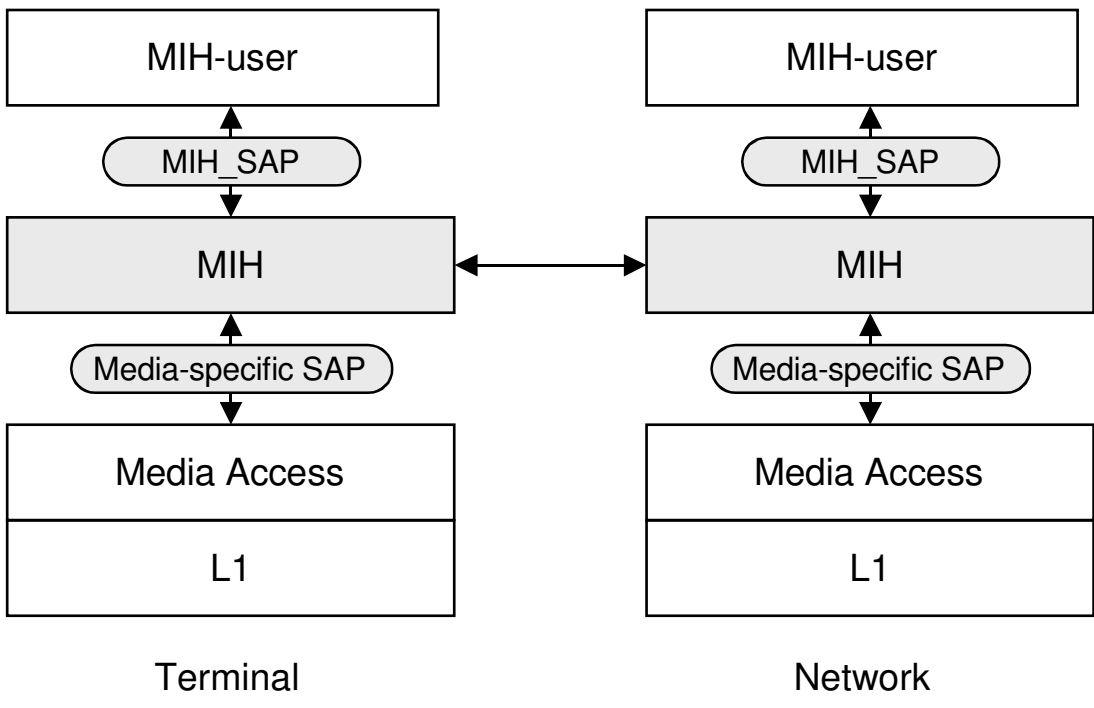 MIH-user
MIH-user
MIH_SAP
MIH_SAP
MIH
MIH
Media-specific SAP
Media-specific SAP
Media Access
Media Access
L1
L1
Terminal
Network